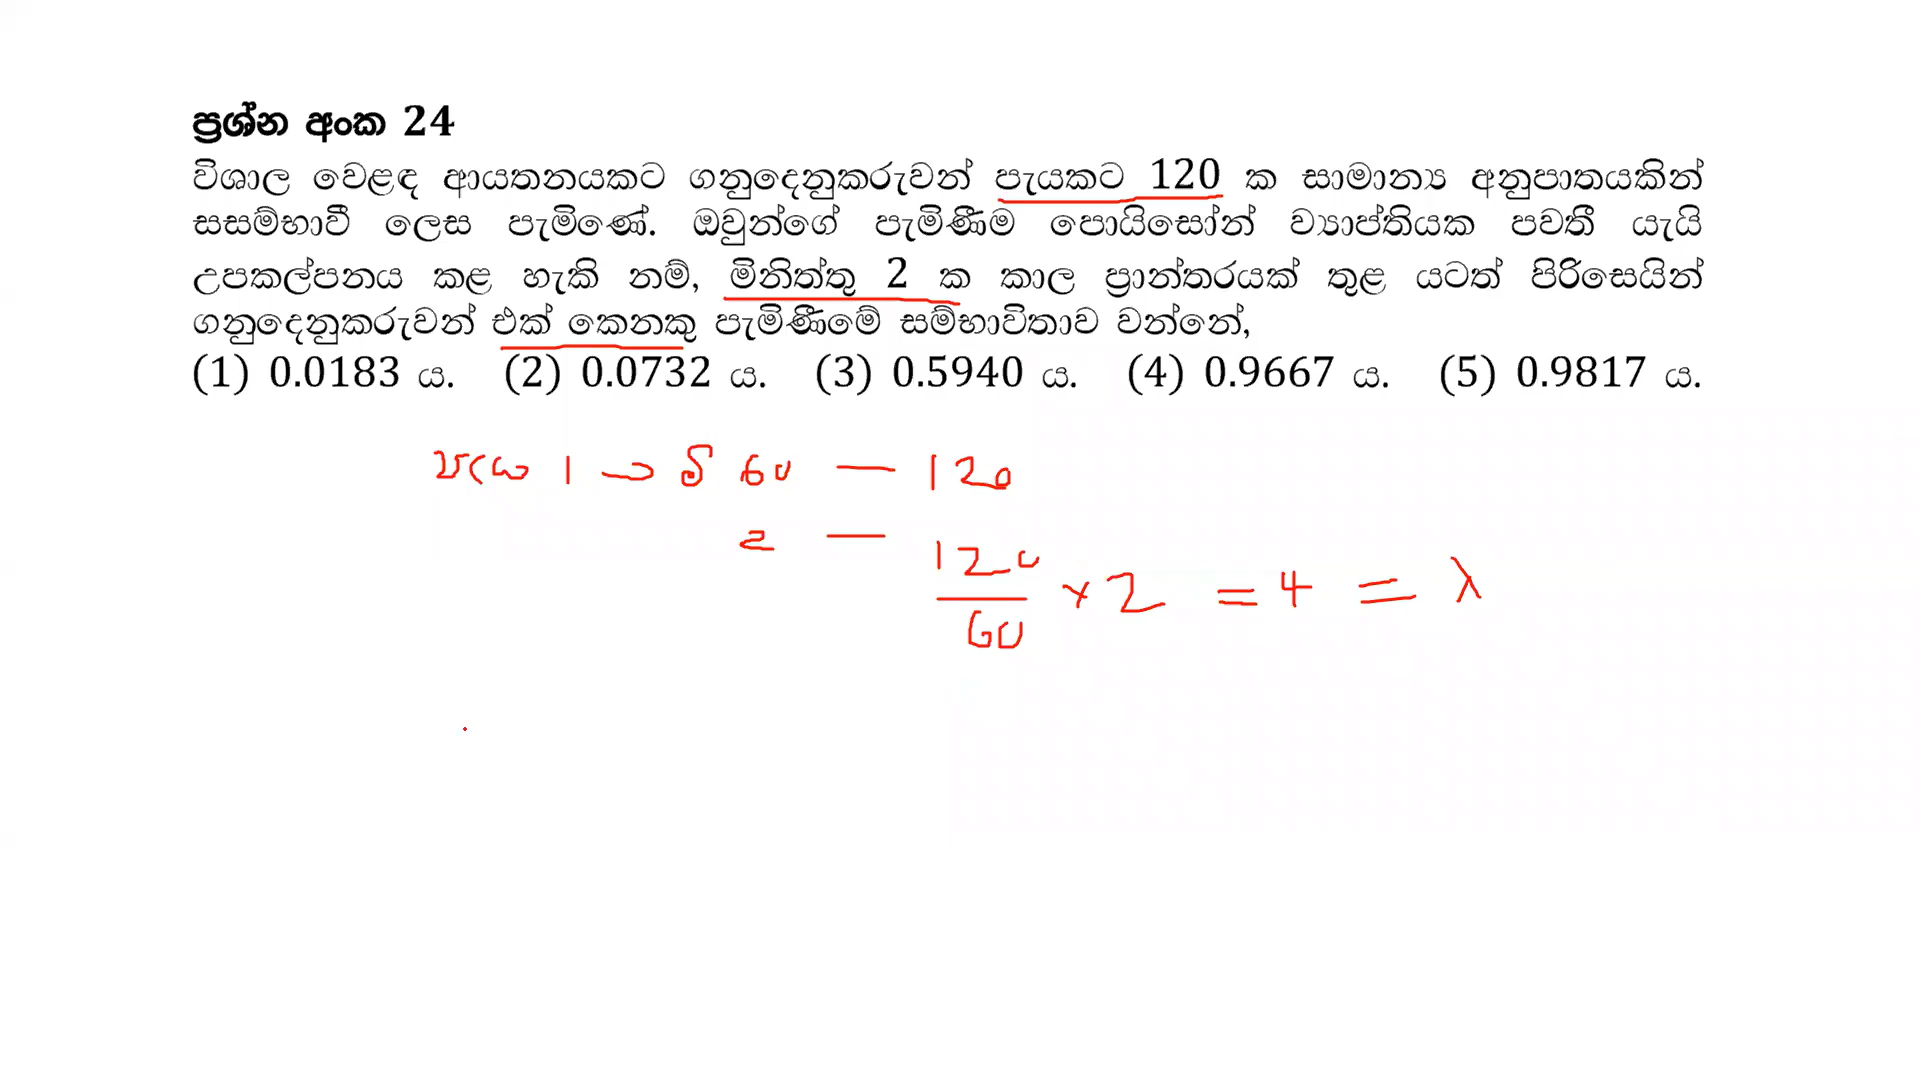 ප්‍රශ්න අංක 24
විශාල වෙළඳ ආයතනයකට ගනුදෙනුකරුවන් පැයකට 120 ක සාමාන්‍ය අනුපාතයකින්
සසම්භාවී ලෙස පැමිණේ. ඔවුන්ගේ පැමිණීම පොයිසෝන් ව්‍යාප්තියක පවතී යැයි
උපකල්පනය කළ හැකි නම්, මිනිත්තු 2 ක කාල ප්‍රාන්තරයක් තුළ යටත් පිරිසෙයින්
ගනුදෙනුකරුවන් එක් කෙනකු පැමිණීමේ සම්භාවිතාව වන්නේ,
(1) 0.0183 ය. (2) 0.0732 ය. (3) 0.5940 ය. (4) 0.9667 ය. (5) 0.9817 ය.
පැය 1 → මි 60 — 120
2 — 120/60 × 2 = 4 = λ